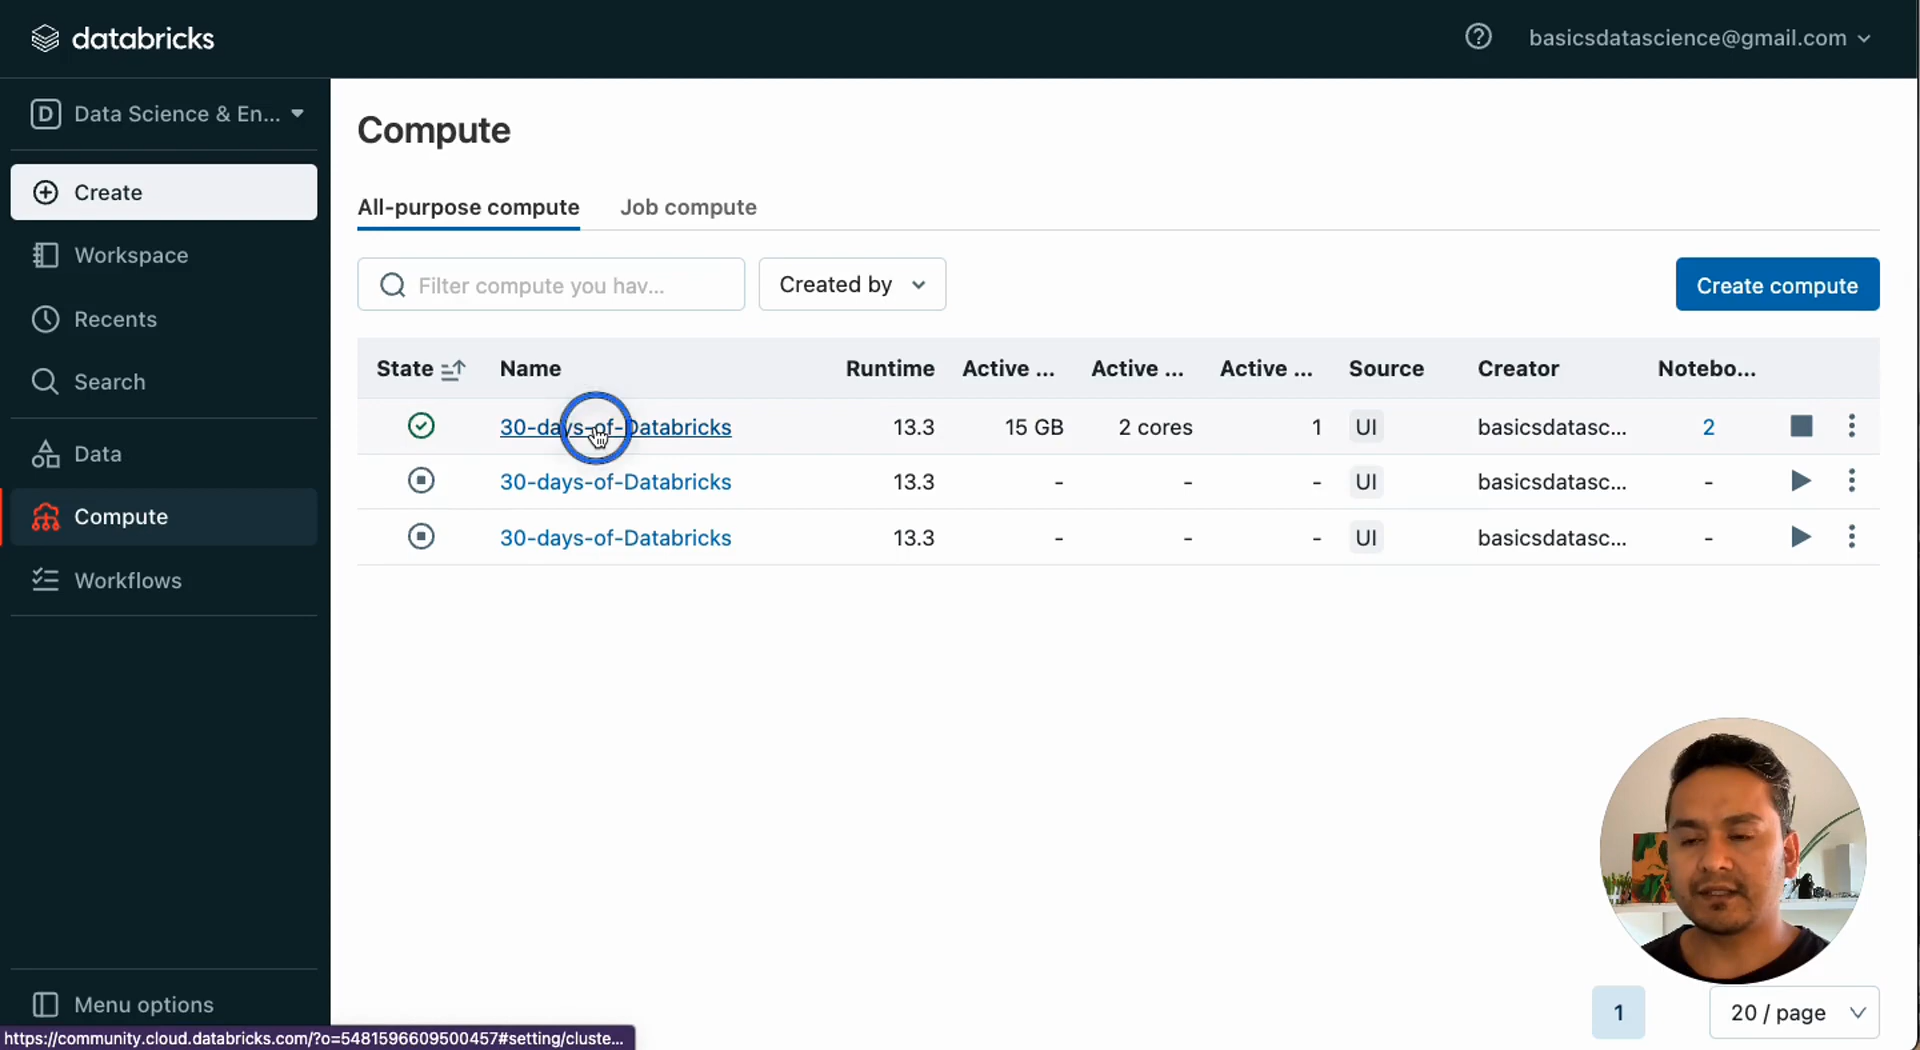 databricks
basicsdatascience@gmail.com
D Data Science & En...
Create
Workspace
Recents
Search
Data
Compute
Workflows
Menu options
Compute
All-purpose compute Job compute
Filter compute you hav... Created by Create compute
State Name Runtime Active ... Active ... Active ... Source Creator Notebo...
30-days-of-Databricks 13.3 15 GB 2 cores 1 UI basicsdatasc... 2
30-days-of-Databricks 13.3 - - - UI basicsdatasc... -
30-days-of-Databricks 13.3 - - - UI basicsdatasc... -
1 20 / page
https://community.cloud.databricks.com/?o=5481596609500457#setting/cluste...